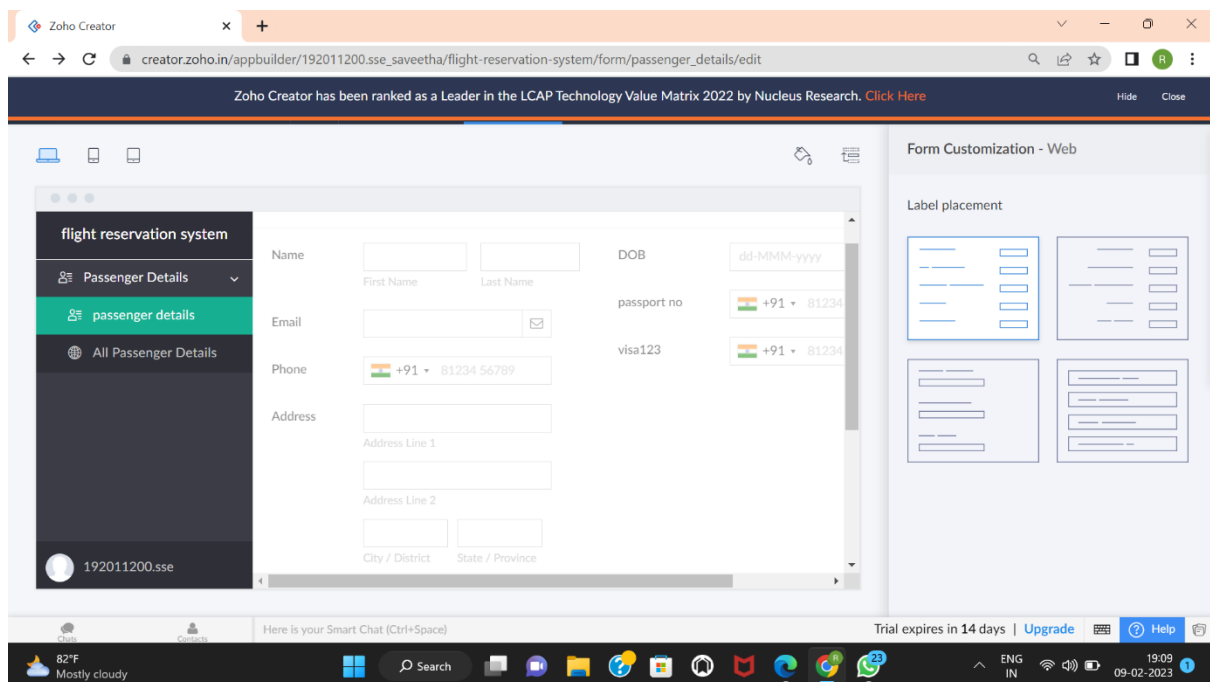 Zoho Creator
creator.zoho.in/appbuilder/192011200.sse_saveetha/flight-reservation-system/form/passenger_details/edit
R
Zoho Creator has been ranked as a Leader in the LCAP Technology Value Matrix 2022 by Nucleus Research. Click Here
Hide Close
Form Customization - Web
Label placement
flight reservation system
Passenger Details
passenger details
All Passenger Details
192011200.sse
Name
First Name Last Name
Email
Phone +91 81234 56789
Address
Address Line 1
Address Line 2
City / District State / Province
DOB dd-MMM-yyyy
passport no +91 81234
visa123 +91 81234
Chats Contacts Here is your Smart Chat (Ctrl+Space)
Trial expires in 14 days | Upgrade
? Help
82°F
Mostly cloudy
Search
23
ENG
IN
19:09
09-02-2023
1